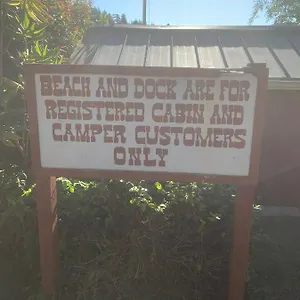 BEACH AND DOCK ARE FOR
REGISTERED CABIN AND
CAMPER CUSTOMERS
ONLY